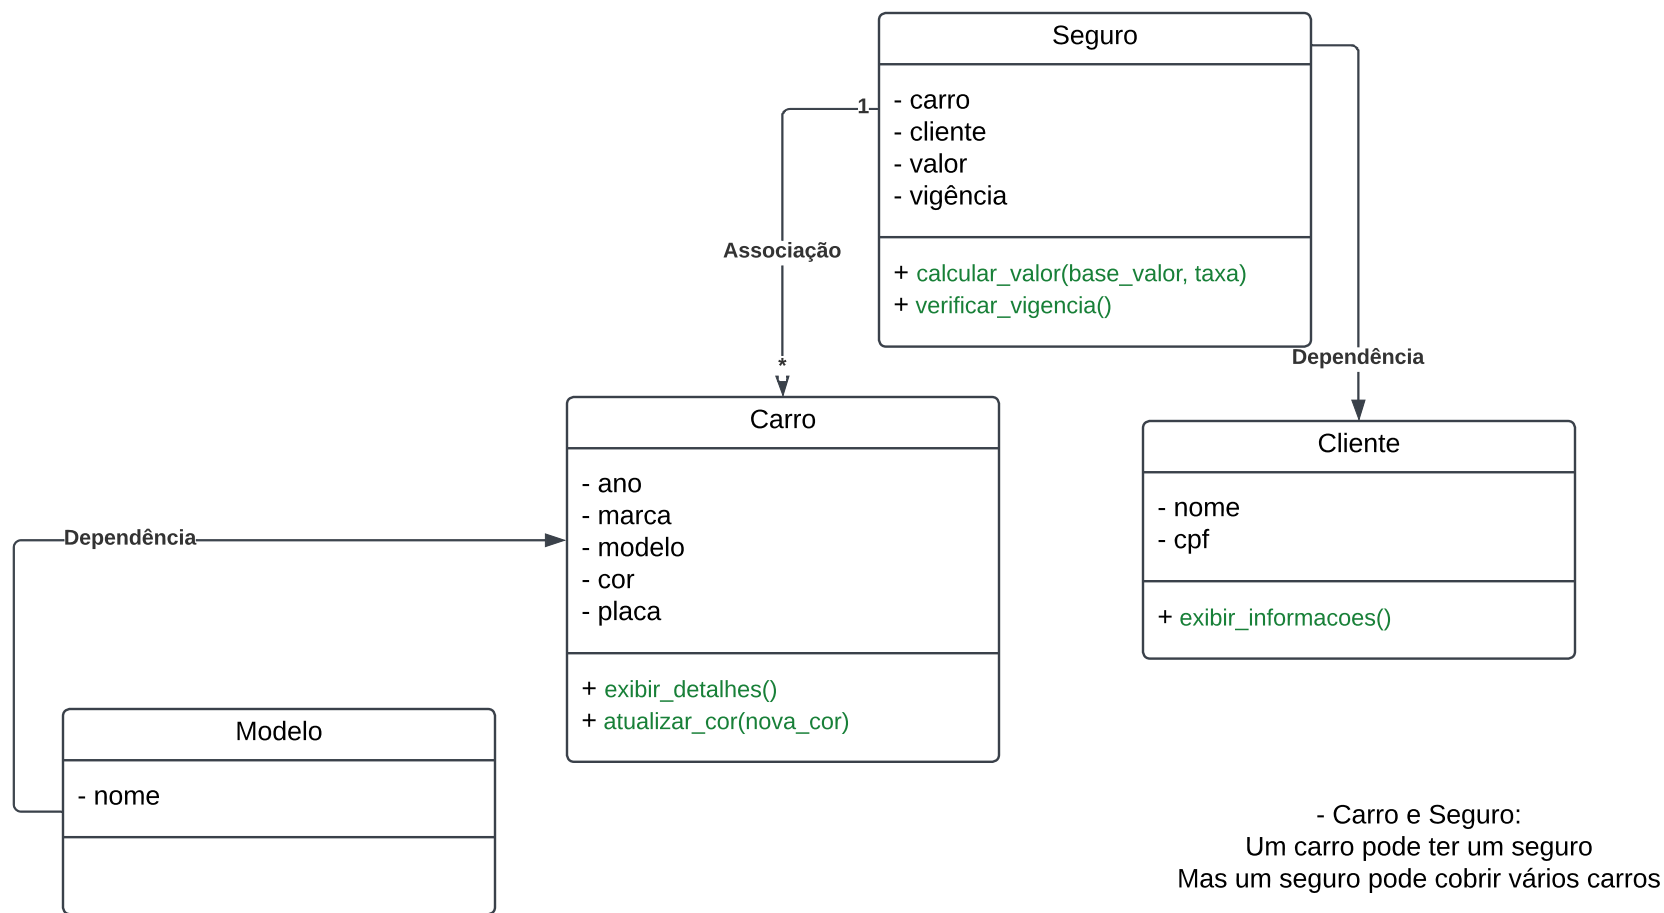 Seguro
- carro
- cliente
- valor
- vigência
+ calcular_valor(base_valor, taxa)
+ verificar_vigencia()
1
Associação
*
Dependência
Carro
- ano
- marca
- modelo
- cor
- placa
+ exibir_detalhes()
+ atualizar_cor(nova_cor)
Cliente
- nome
- cpf
+ exibir_informacoes()
Dependência
Modelo
- nome
- Carro e Seguro:
Um carro pode ter um seguro
Mas um seguro pode cobrir vários carros